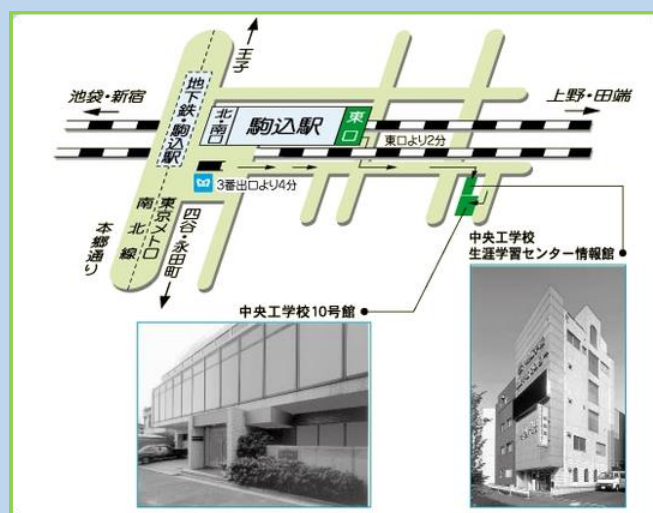 王子
池袋・新宿
地下鉄・駒込駅
北・南口
駒込駅
東口
上野・田端
東口より2分
3番出口より4分
本郷通り
東京メトロ
南北線
四谷・永田町
中央工学校
生涯学習センター情報館
中央工学校10号館